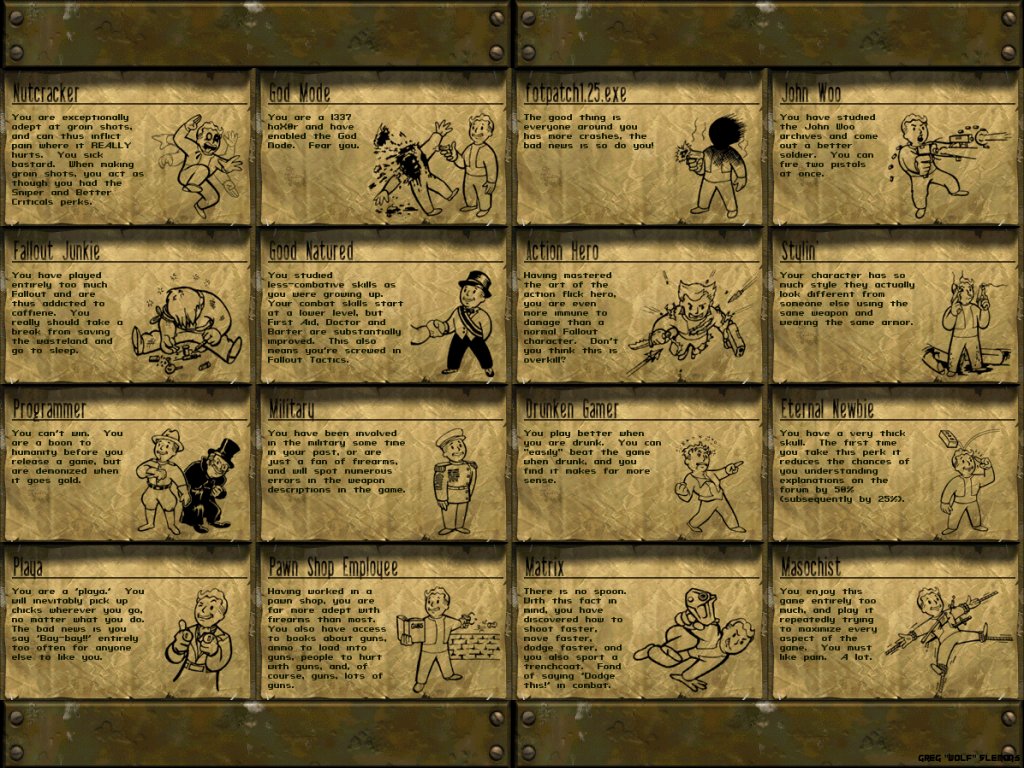 Nutcracker
You are exceptionally
adept at groin shots,
and can thus inflict
pain where it REALLY
hurts. You sick
bastard. When making
groin shots, you act as
though you had the
Sniper and Better
Criticals perks.
God Mode
You are a l337
haX0r and have
enabled the God
Mode. Fear you.
fotpatch1.25.exe
The good thing is
everyone around you
has more crashes, the
bad news is so do you!
John Woo
You have studied
the John Woo
archives and come
out a better
soldier. You can
fire two pistols
at once.
Fallout Junkie
You have played
entirely too much
Fallout and are
thus addicted to
caffiene. You
really should take a
break from saving
the wasteland and
go to sleep.
Good Natured
You studied
less-combative skills as
you were growing up.
Your combat skills start
at a lower level, but
First Aid, Doctor and
Barter are substantially
improved. This also
means you're screwed in
Fallout Tactics.
Action Hero
Having mastered
the art of the
action flick hero,
you are even
more immune to
damage than a
normal Fallout
character. Don't
you think this is
overkill?
Stylin'
Your character has so
much style they actually
look different from
someone else using the
same weapon and
wearing the same armor.
Programmer
You can't win. You
are a boon to
humanity before you
release a game, but
are demonized when
it goes gold.
Military
You have been involved
in the military some time
in your past, or are
just a fan of firearms,
and will spot numerous
errors in the weapon
descriptions in the game.
Drunken Gamer
You play better when
you are drunk. You can
"easily" beat the game
when drunk, and you
find it makes far more
sense.
Eternal Newbie
You have a very thick
skull. The first time
you take this perk it
reduces the chances of
you understanding
explanations on the
forum by 50%
(subsequently by 25%).
Playa
You are a 'playa.' You
will inevitably pick up
chicks wherever you go,
no matter what you do.
The bad news is you
say 'Bay-bay!!' entirely
too often for anyone
else to like you.
Pawn Shop Employee
Having worked in a
pawn shop, you are
far more adept with
firearms than most.
You also have access
to books about guns,
ammo to load into
guns, people to hurt
with guns, and, of
course, guns, lots of
guns.
GUNS
Matrix
There is no spoon.
With this fact in
mind, you have
discovered how to
shoot faster,
move faster,
dodge faster, and
you also sport a
trenchcoat. Fond
of saying 'Dodge
this!' in combat.
Masochist
You enjoy this
game entirely too
much, and play it
repeatedly trying
to maximize every
aspect of the
game. You must
like pain. A lot.
GREG "WOLF" SLEMONS